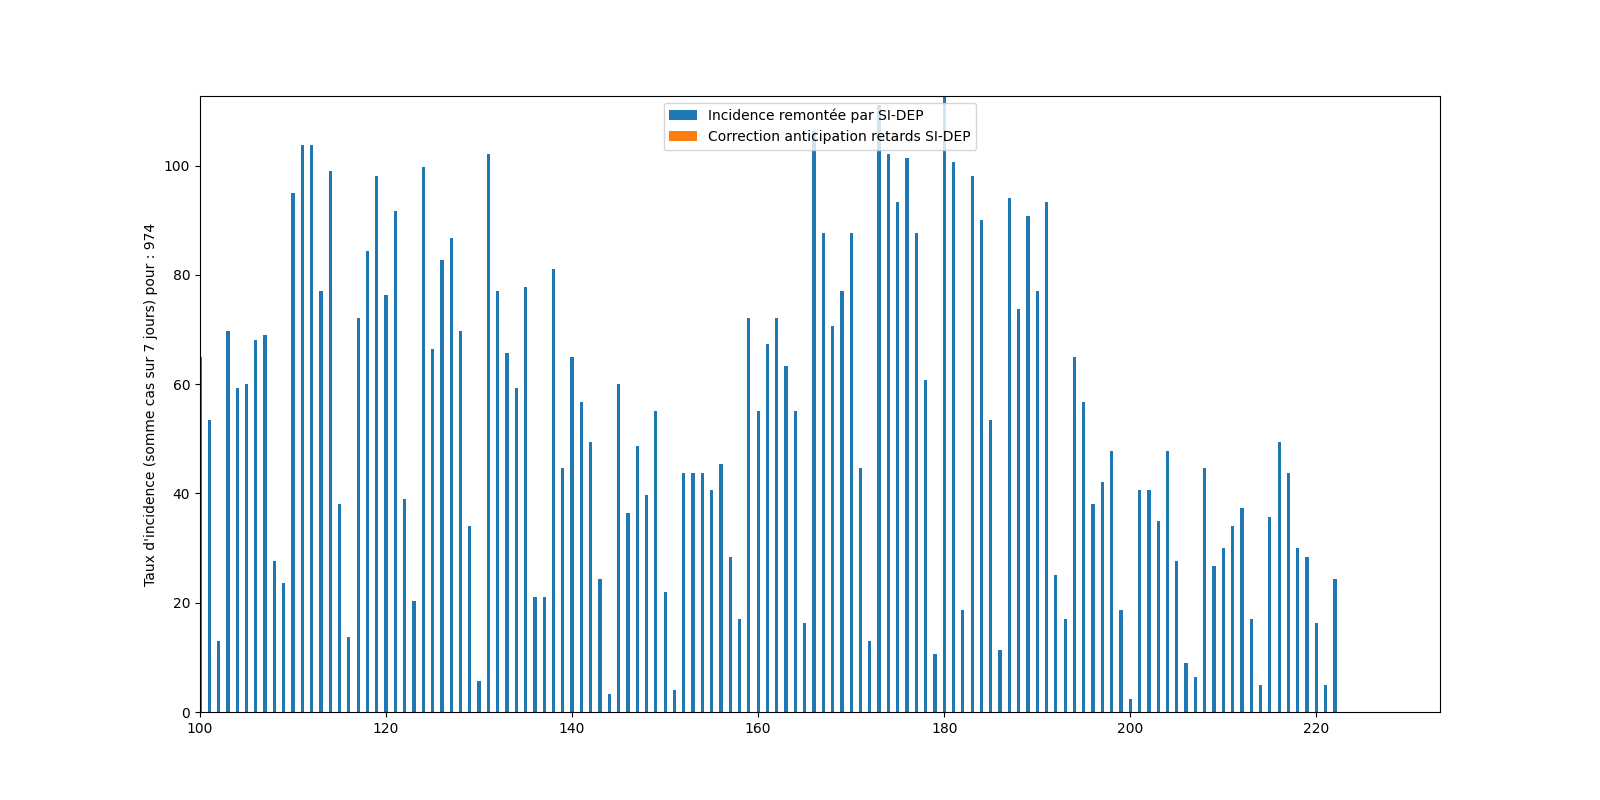 Incidence remontée par SI-DEP
Correction anticipation retards SI-DEP
Taux d'incidence (somme cas sur 7 jours) pour : 974
100
80
60
40
20
0
100 120 140 160 180 200 220